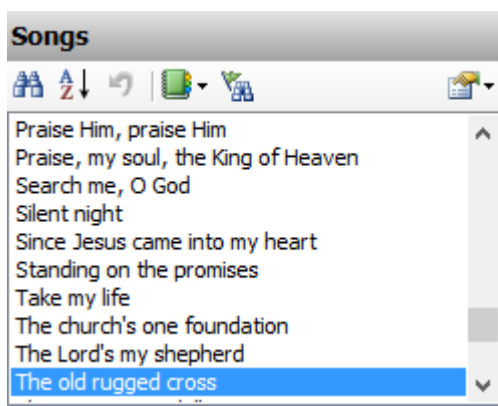 Songs
A
Z
Praise Him, praise Him
Praise, my soul, the King of Heaven
Search me, O God
Silent night
Since Jesus came into my heart
Standing on the promises
Take my life
The church's one foundation
The Lord's my shepherd
The old rugged cross